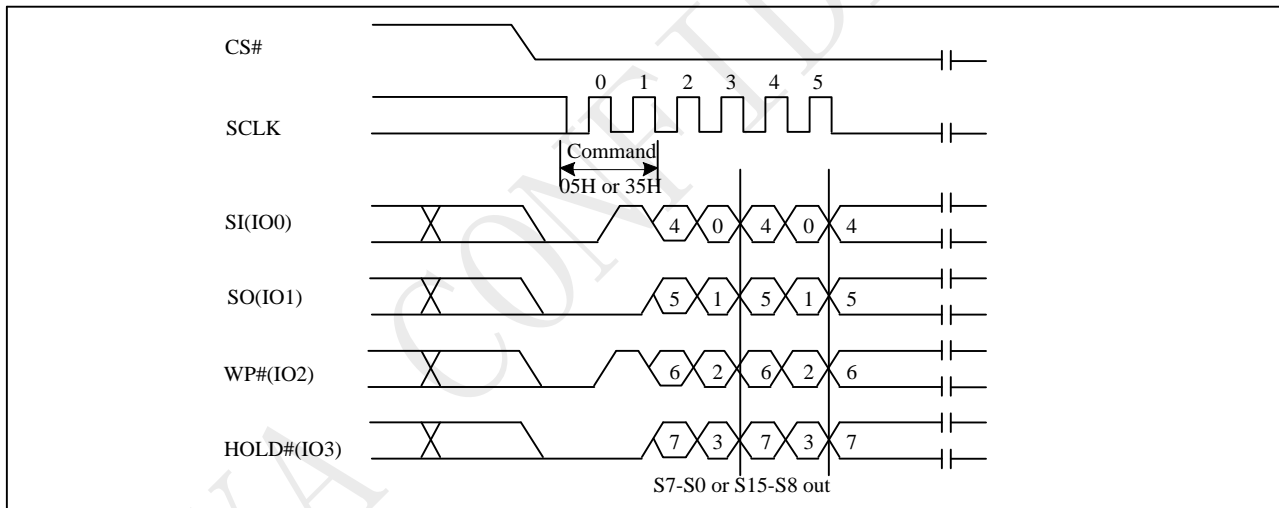 CS#
0 1 2 3 4 5
SCLK
Command
05H or 35H
SI(IO0) 4 0 4 0 4
SO(IO1) 5 1 5 1 5
WP#(IO2) 6 2 6 2 6
HOLD#(IO3) 7 3 7 3 7
S7-S0 or S15-S8 out